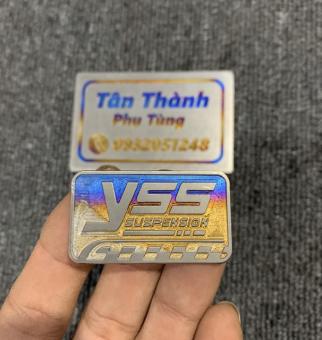 Tân Thành
Phụ Tùng
0932051248
YSS
SUSPENSION